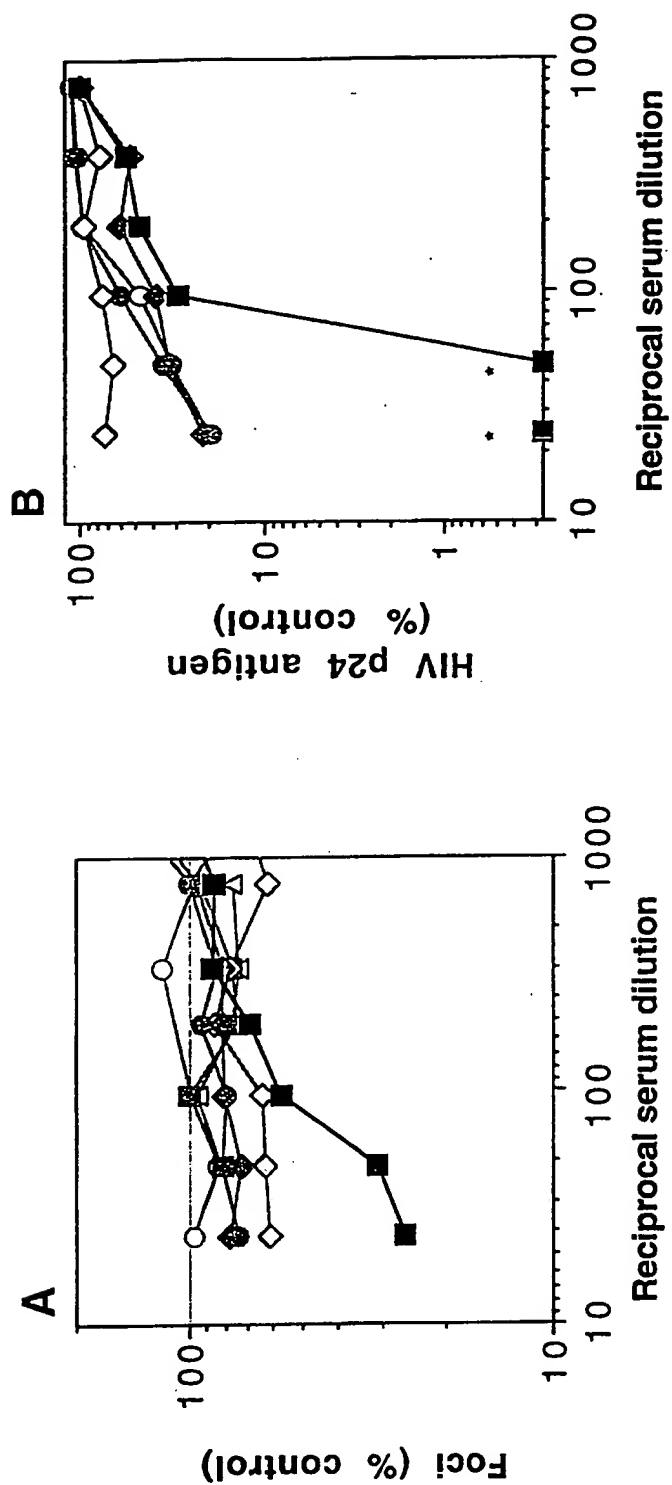 A
Foci (% control)
100
10
10
100
1000
Reciprocal serum dilution
B
HIV p24 antigen
(% control)
100
10
1
*
*
10
100
1000
Reciprocal serum dilution